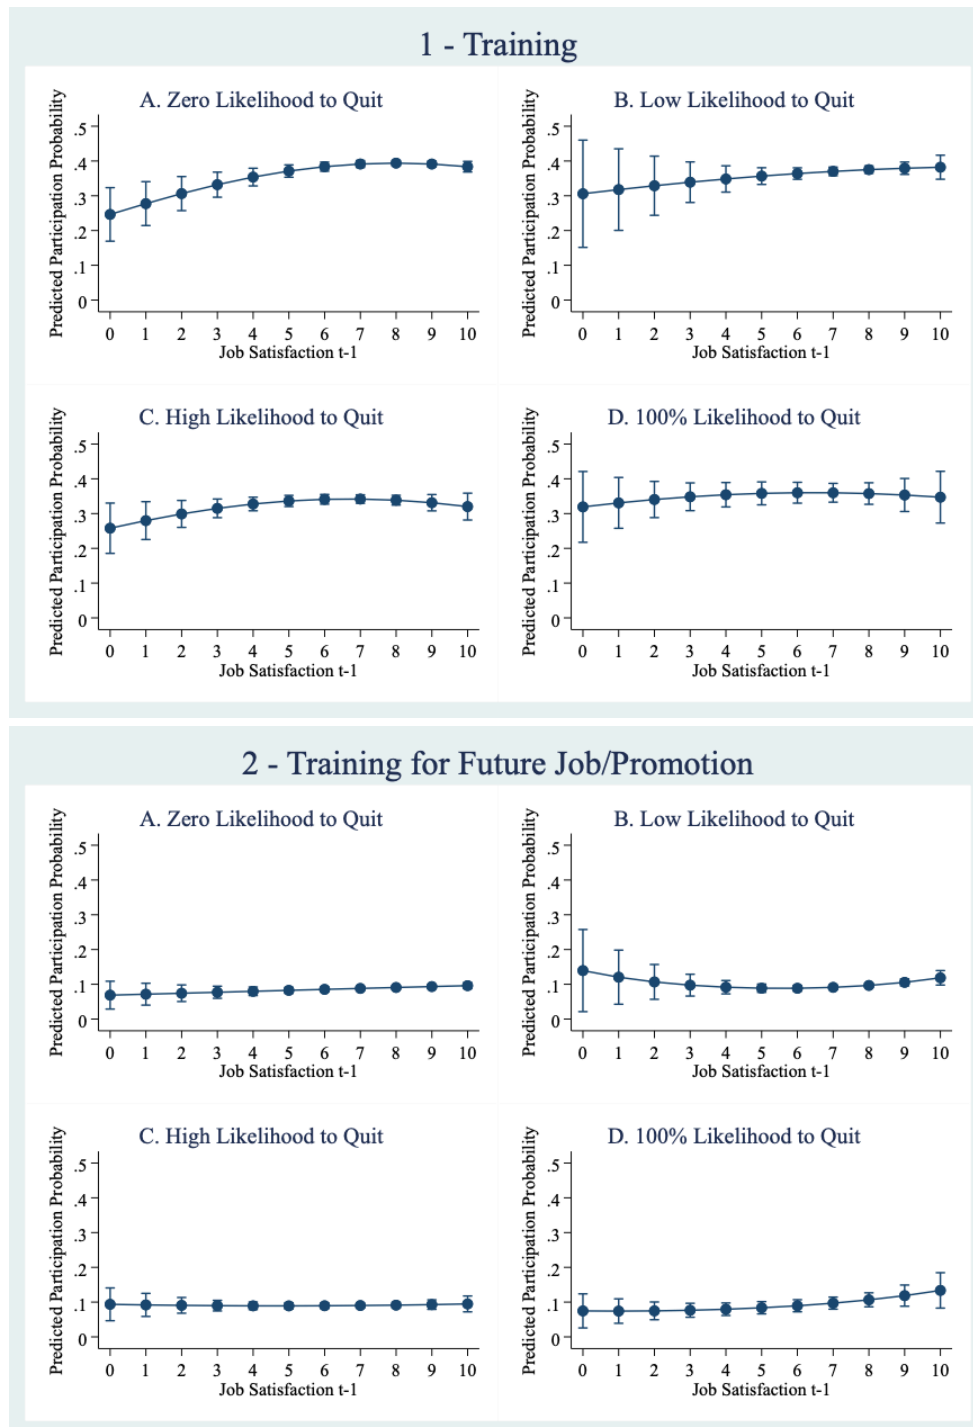 1 - Training
A. Zero Likelihood to Quit
Predicted Participation Probability
.5
.4
.3
.2
.1
0
0 1 2 3 4 5 6 7 8 9 10
Job Satisfaction t-1
B. Low Likelihood to Quit
Predicted Participation Probability
.5
.4
.3
.2
.1
0
0 1 2 3 4 5 6 7 8 9 10
Job Satisfaction t-1
C. High Likelihood to Quit
Predicted Participation Probability
.5
.4
.3
.2
.1
0
0 1 2 3 4 5 6 7 8 9 10
Job Satisfaction t-1
D. 100% Likelihood to Quit
Predicted Participation Probability
.5
.4
.3
.2
.1
0
0 1 2 3 4 5 6 7 8 9 10
Job Satisfaction t-1
2 - Training for Future Job/Promotion
A. Zero Likelihood to Quit
Predicted Participation Probability
.5
.4
.3
.2
.1
0
0 1 2 3 4 5 6 7 8 9 10
Job Satisfaction t-1
B. Low Likelihood to Quit
Predicted Participation Probability
.5
.4
.3
.2
.1
0
0 1 2 3 4 5 6 7 8 9 10
Job Satisfaction t-1
C. High Likelihood to Quit
Predicted Participation Probability
.5
.4
.3
.2
.1
0
0 1 2 3 4 5 6 7 8 9 10
Job Satisfaction t-1
D. 100% Likelihood to Quit
Predicted Participation Probability
.5
.4
.3
.2
.1
0
0 1 2 3 4 5 6 7 8 9 10
Job Satisfaction t-1